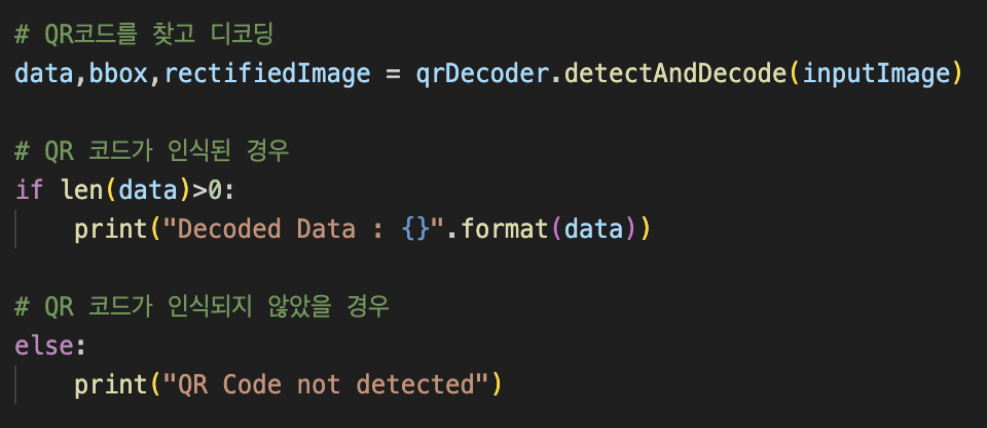 # QR코드를 찾고 디코딩
data,bbox,rectifiedImage = qrDecoder.detectAndDecode(inputImage)
# QR 코드가 인식된 경우
if len(data)>0:
    print("Decoded Data : {}".format(data))
# QR 코드가 인식되지 않았을 경우
else:
    print("QR Code not detected")